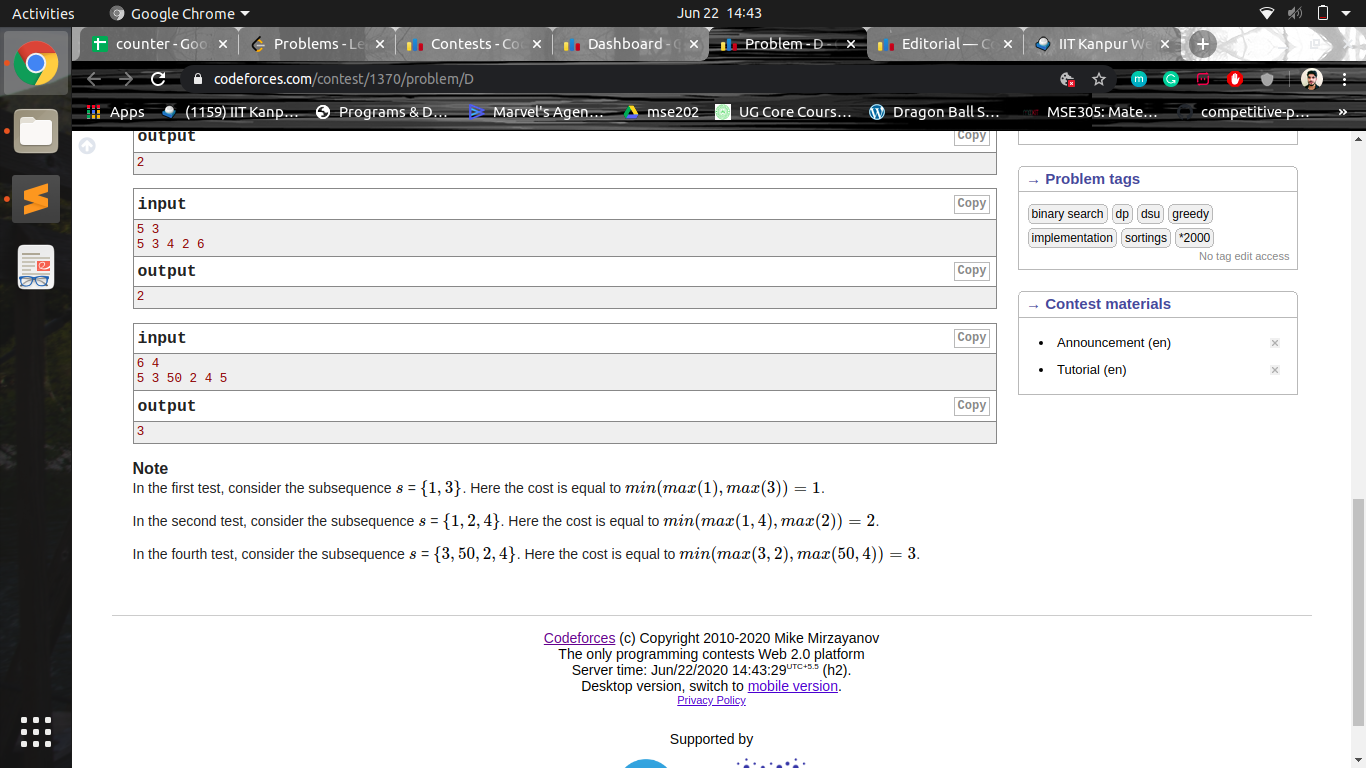 Activities
Google Chrome
Jun 22 14:43
counter - Goo
Problems - Le
Contests - Co
Dashboard - 
Problem - D -
Editorial — Co
IIT Kanpur We
codeforces.com/contest/1370/problem/D
Apps
(1159) IIT Kanp...
Programs & D...
Marvel's Agen...
mse202
UG Core Cours...
Dragon Ball S...
MSE305: Mate...
competitive-p...
»
output
Copy
2
input
Copy
5 3
5 3 4 2 6
output
Copy
2
input
Copy
6 4
5 3 50 2 4 5
output
Copy
3
Note
In the first test, consider the subsequence s = {1, 3}. Here the cost is equal to min(max(1), max(3)) = 1.
In the second test, consider the subsequence s = {1, 2, 4}. Here the cost is equal to min(max(1, 4), max(2)) = 2.
In the fourth test, consider the subsequence s = {3, 50, 2, 4}. Here the cost is equal to min(max(3, 2), max(50, 4)) = 3.
→ Problem tags
binary search dp dsu greedy
implementation sortings *2000
No tag edit access
→ Contest materials
• Announcement (en)
• Tutorial (en)
Codeforces (c) Copyright 2010-2020 Mike Mirzayanov
The only programming contests Web 2.0 platform
Server time: Jun/22/2020 14:43:29 UTC+5.5 (h2).
Desktop version, switch to mobile version.
Privacy Policy
Supported by